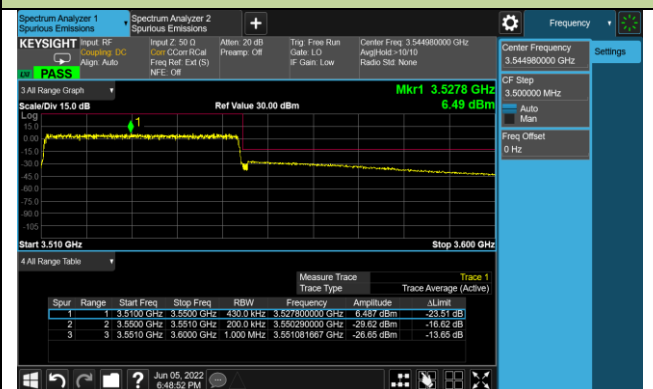 Spectrum Analyzer 1
Spurious Emissions
Spectrum Analyzer 2
Spurious Emissions
Frequency
KEYSIGHT
Input: RF
Coupling: DC
Align: Auto
Input Z: 50 Ω
Corr CCorr RCal
Freq Ref: Ext (S)
NFE: Off
Atten: 20 dB
Preamp: Off
Trig: Free Run
Gate: LO
IF Gain: Low
Center Freq: 3.544980000 GHz
Avg|Hold:>10/10
Radio Std: None
PASS
Center Frequency
3.544980000 GHz
Settings
CF Step
3.500000 MHz
Auto
Man
Freq Offset
0 Hz
3 All Range Graph
Mkr1 3.5278 GHz
Scale/Div 15.0 dB
Ref Value 30.00 dBm
6.49 dBm
Log
15.0
0.00
-15.0
-30.0
-45.0
-60.0
-75.0
-90.0
-105
1
Start 3.510 GHz
Stop 3.600 GHz
4 All Range Table
Measure Trace Trace 1
Trace Type Trace Average (Active)
Spur Range Start Freq Stop Freq RBW Frequency Amplitude ΔLimit
1 1 3.5100 GHz 3.5500 GHz 430.0 kHz 3.527800000 GHz 6.487 dBm -23.51 dB
2 2 3.5500 GHz 3.5510 GHz 200.0 kHz 3.550290000 GHz -29.62 dBm -16.62 dB
3 3 3.5510 GHz 3.6000 GHz 1.000 MHz 3.551081667 GHz -26.65 dBm -13.65 dB
Jun 05, 2022
6:48:52 PM